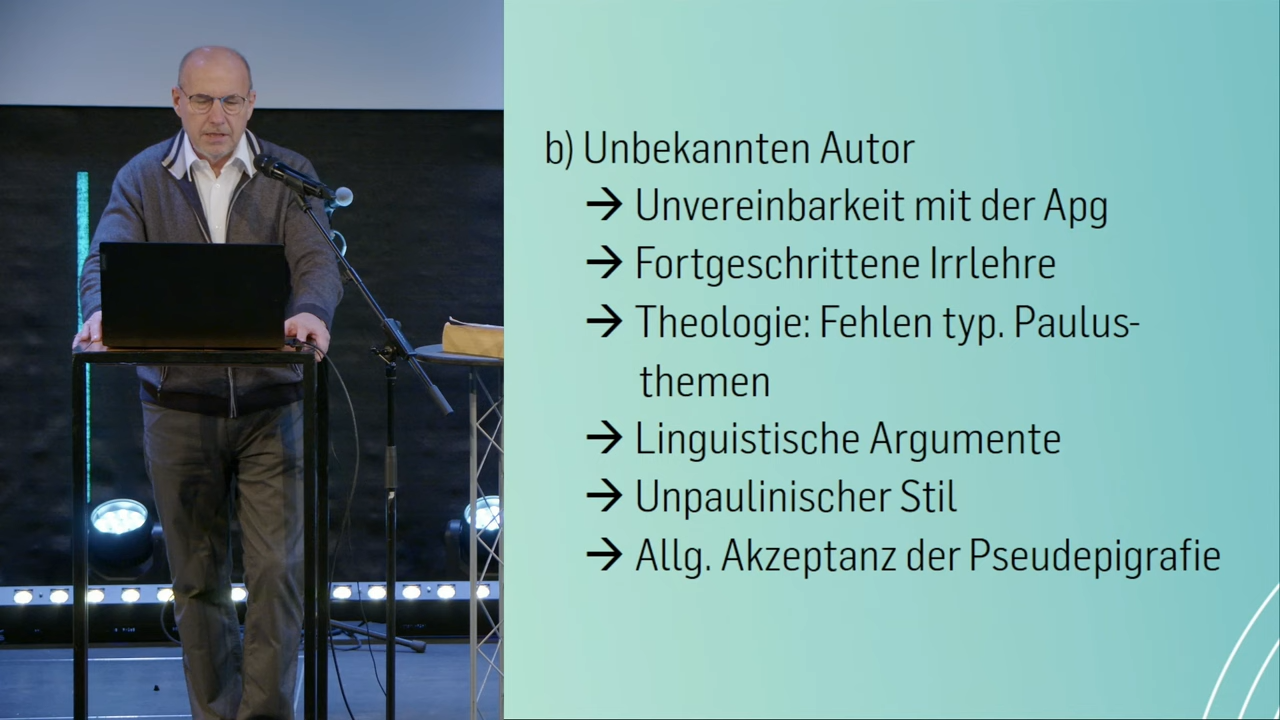 b) Unbekannten Autor
→ Unvereinbarkeit mit der Apg
→ Fortgeschrittene Irrlehre
→ Theologie: Fehlen typ. Paulus-
themen
→ Linguistische Argumente
→ Unpaulinischer Stil
→ Allg. Akzeptanz der Pseudepigrafie